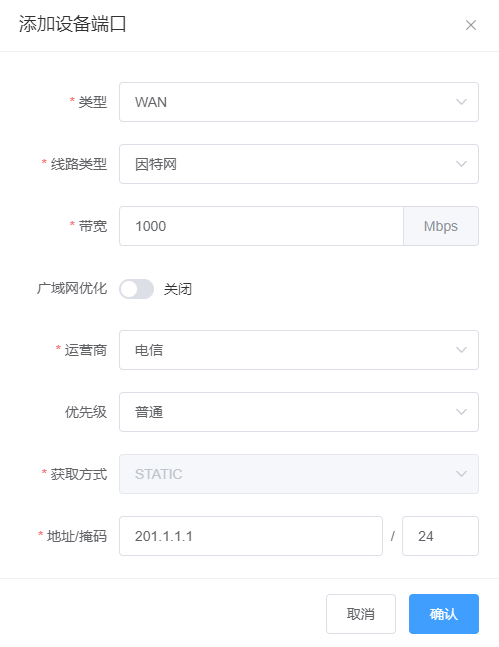 添加设备端口
* 类型 WAN
* 线路类型 因特网
* 带宽 1000 Mbps
广域网优化 关闭
* 运营商 电信
优先级 普通
* 获取方式 STATIC
* 地址/掩码 201.1.1.1 / 24
取消 确认